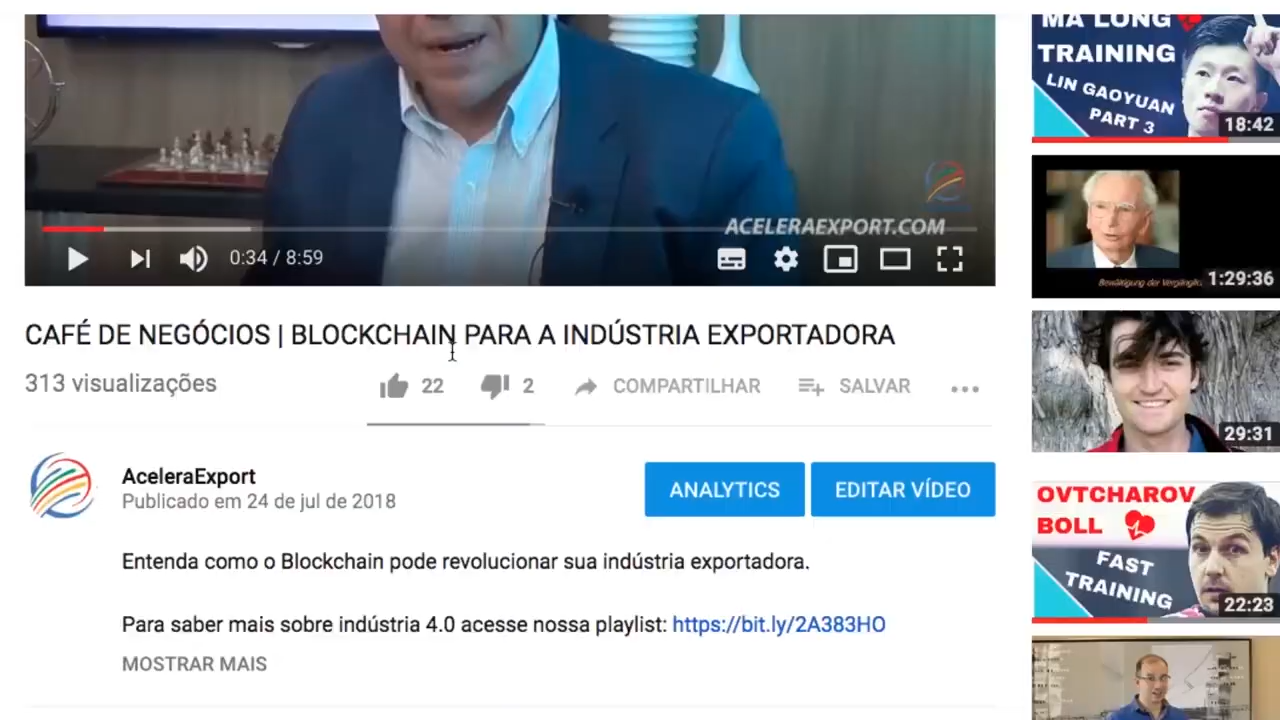 ACELERAEXPORT.COM
0:34 / 8:59
CAFÉ DE NEGÓCIOS | BLOCKCHAIN PARA A INDÚSTRIA EXPORTADORA
313 visualizações
22
2
COMPARTILHAR
SALVAR
AceleraExport
Publicado em 24 de jul de 2018
ANALYTICS
EDITAR VÍDEO
Entenda como o Blockchain pode revolucionar sua indústria exportadora.
Para saber mais sobre indústria 4.0 acesse nossa playlist: https://bit.ly/2A383HO
MOSTRAR MAIS
MA LONG
TRAINING
LIN GAOYUAN
PART 3
18:42
Bewältigung der
1:29:36
29:31
OVTCHAROV
BOLL
FAST
TRAINING
22:23